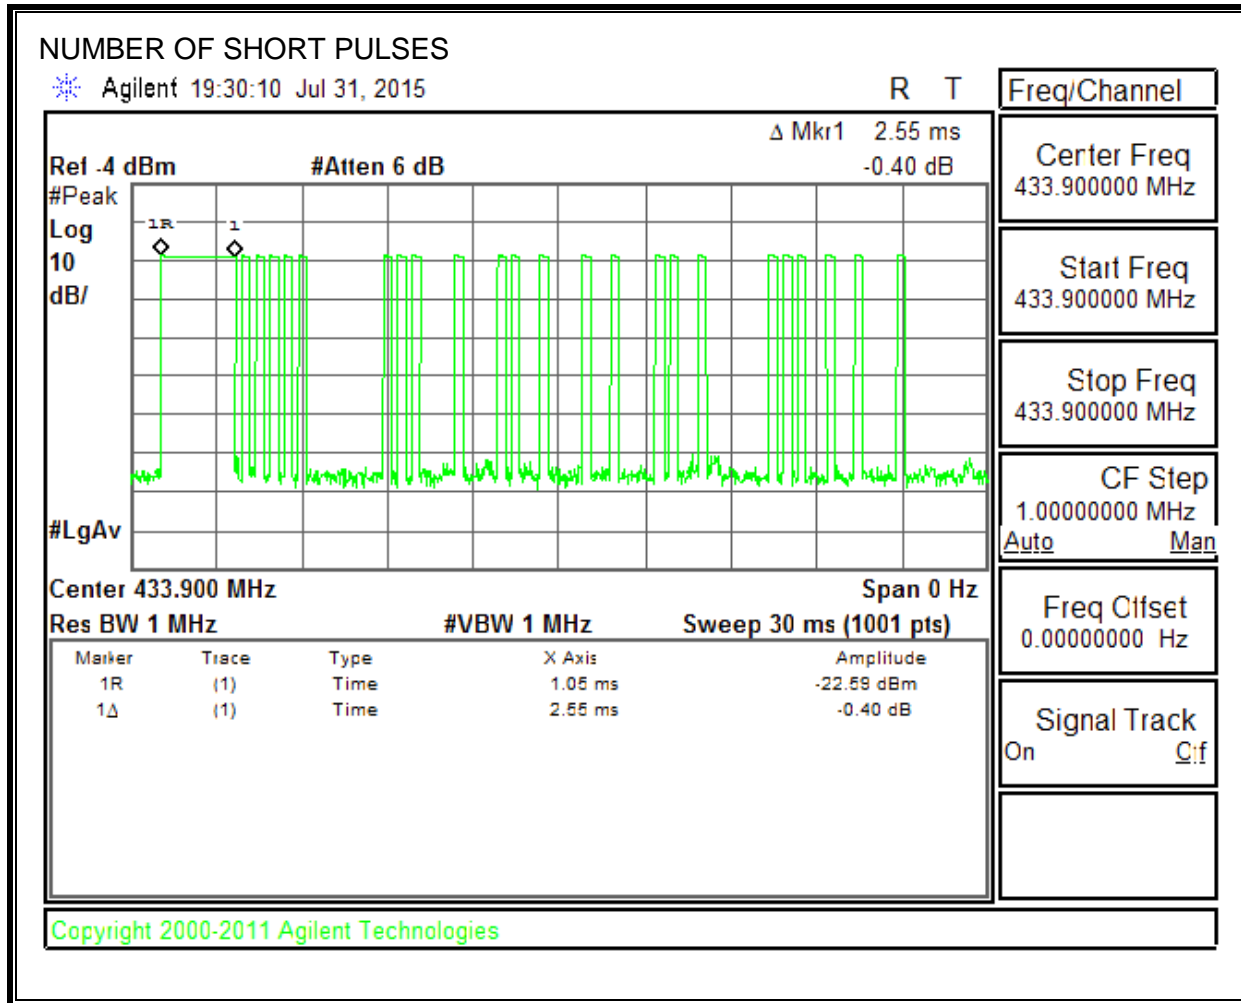 NUMBER OF SHORT PULSES
Agilent 19:30:10 Jul 31, 2015 R T
Freq/Channel
Δ Mkr1 2.55 ms
Ref -4 dBm #Atten 6 dB -0.40 dB
#Peak
Log
10
dB/
1R 1
#LgAv
Center 433.900 MHz Span 0 Hz
Res BW 1 MHz #VBW 1 MHz Sweep 30 ms (1001 pts)
Marker Trace Type X Axis Amplitude
1R (1) Time 1.05 ms -22.59 dBm
1Δ (1) Time 2.55 ms -0.40 dB
Center Freq
433.900000 MHz
Start Freq
433.900000 MHz
Stop Freq
433.900000 MHz
CF Step
1.00000000 MHz
Auto Man
Freq Offset
0.00000000 Hz
Signal Track
On Off
Copyright 2000-2011 Agilent Technologies